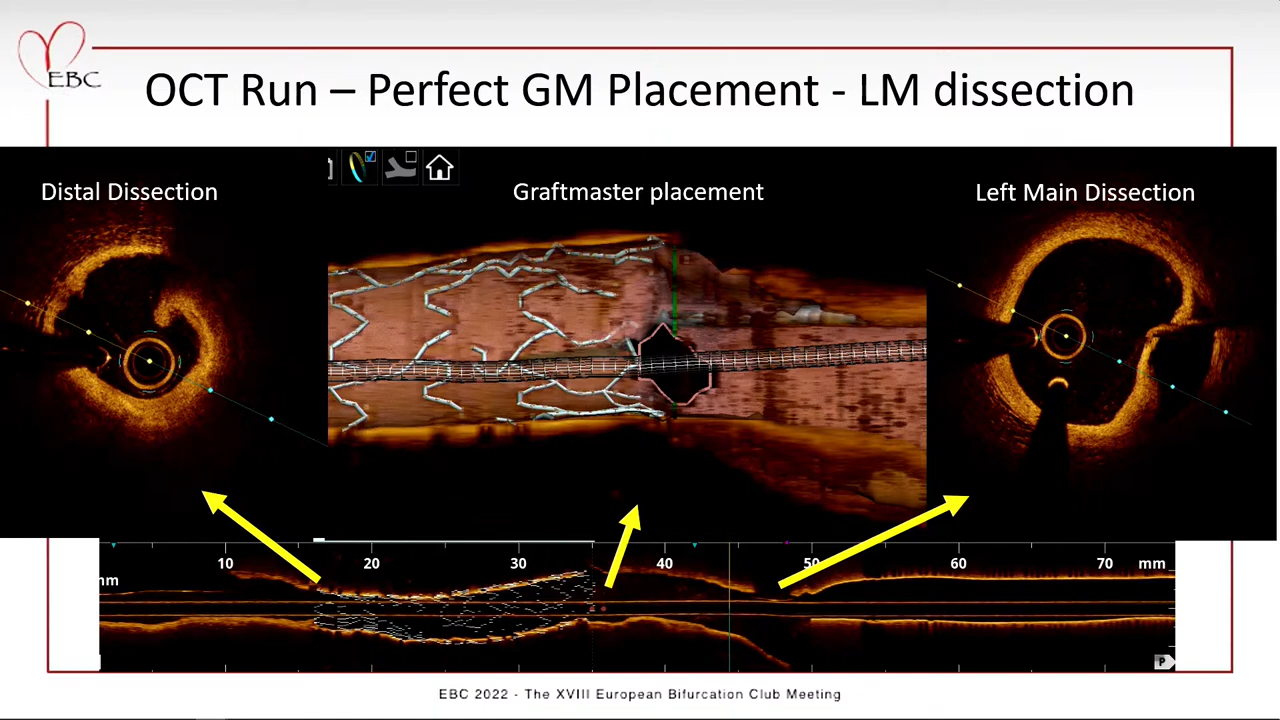 EBC
OCT Run – Perfect GM Placement - LM dissection
Distal Dissection
Graftmaster placement
Left Main Dissection
10 20 30 40 50 60 70 mm
mm
P
EBC 2022 - The XVIII European Bifurcation Club Meeting